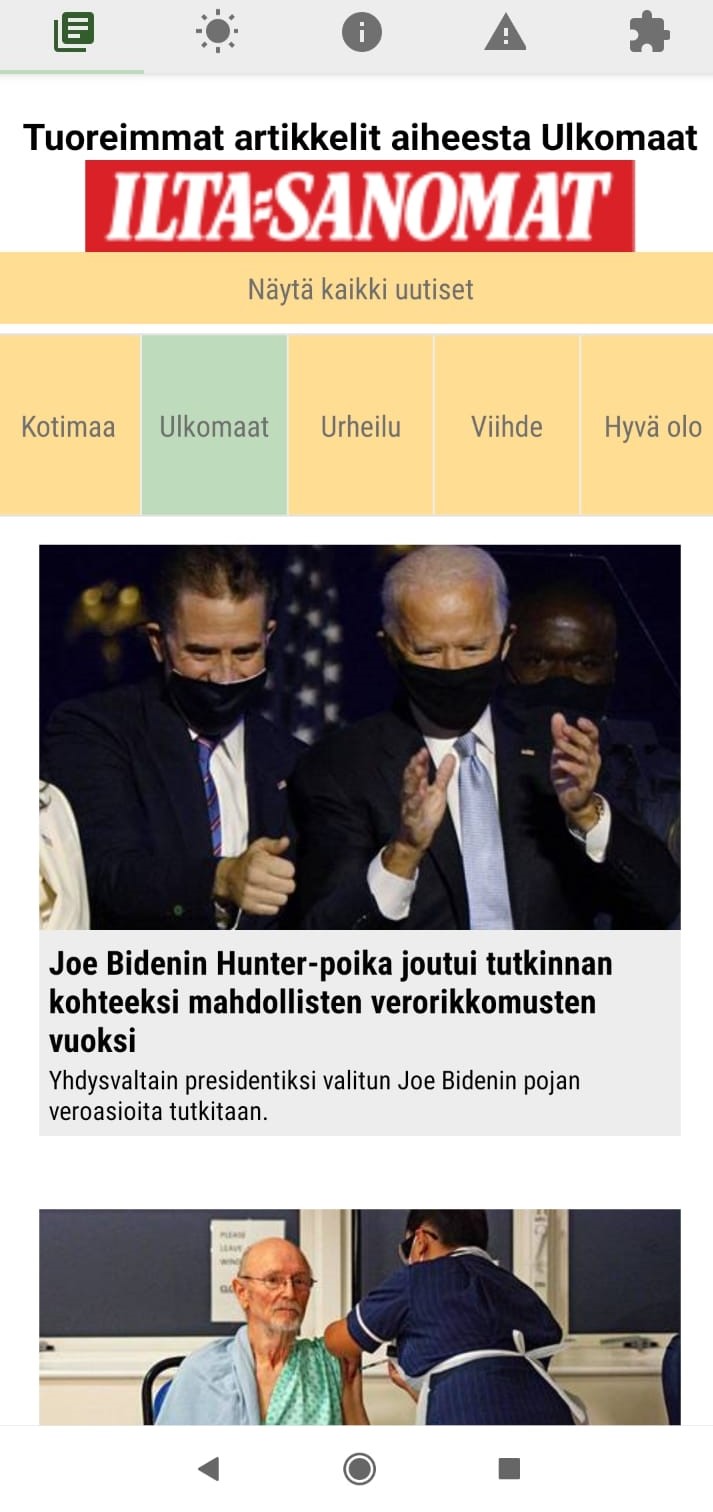 Tuoreimmat artikkelit aiheesta Ulkomaat
ILTA-SANOMAT
Näytä kaikki uutiset
Kotimaa
Ulkomaat
Urheilu
Viihde
Hyvä olo
Joe Bidenin Hunter-poika joutui tutkinnan
kohteeksi mahdollisten verorikkomusten
vuoksi
Yhdysvaltain presidentiksi valitun Joe Bidenin pojan
veroasioita tutkitaan.
PLEASE
LEAVE